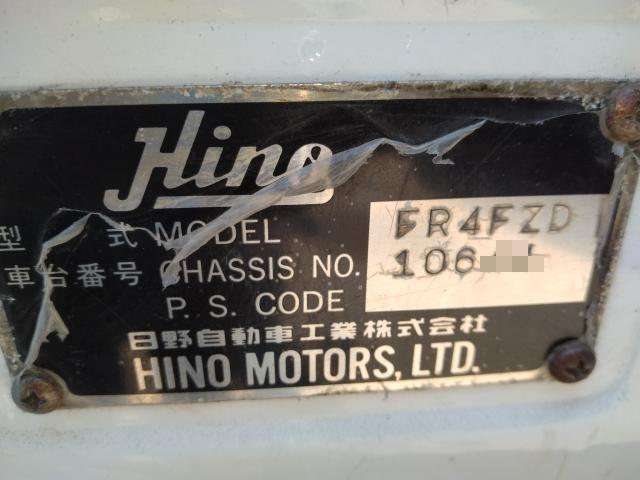 Hino
型式 MODEL FR4FZD
車台番号 CHASSIS NO. 106
P. S. CODE
日野自動車工業株式会社
HINO MOTORS, LTD.